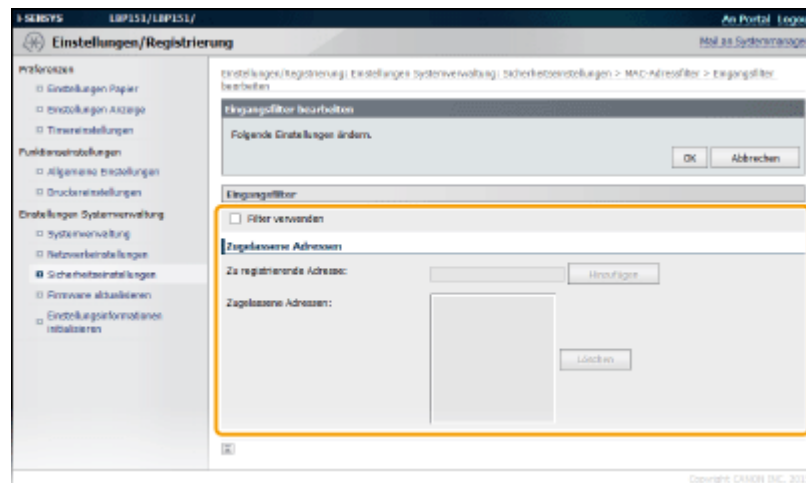 i-SENSYS LBP151/LBP151/ An Portal Logou
Einstellungen/Registrierung Mail an Systemmanage
Präferenzen
Einstellungen Papier
Einstellungen Anzeige
Timereinstellungen
Funktionseinstellungen
Allgemeine Einstellungen
Druckereinstellungen
Einstellungen Systemverwaltung
Systemverwaltung
Netzwerkeinstellungen
Sicherheitseinstellungen
Firmware aktualisieren
Einstellungsinformationen
initialisieren
Einstellungen/Registrierung: Einstellungen Systemverwaltung: Sicherheitseinstellungen > MAC-Adressfilter > Eingangsfilter
bearbeiten
Eingangsfilter bearbeiten
Folgende Einstellungen ändern.
OK Abbrechen
Eingangsfilter
Filter verwenden
Zugelassene Adressen
Zu registrierende Adresse: Hinzufügen
Zugelassene Adressen:
Löschen
Copyright CANON INC. 201